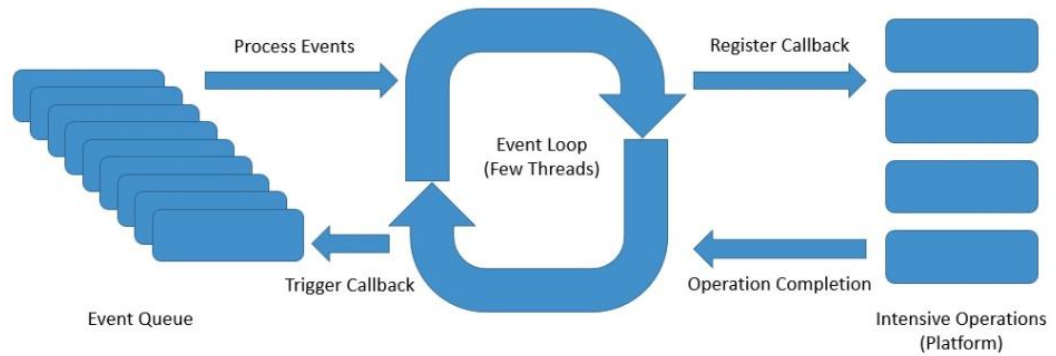 Process Events
Register Callback
Event Loop
(Few Threads)
Trigger Callback
Operation Completion
Event Queue
Intensive Operations
(Platform)